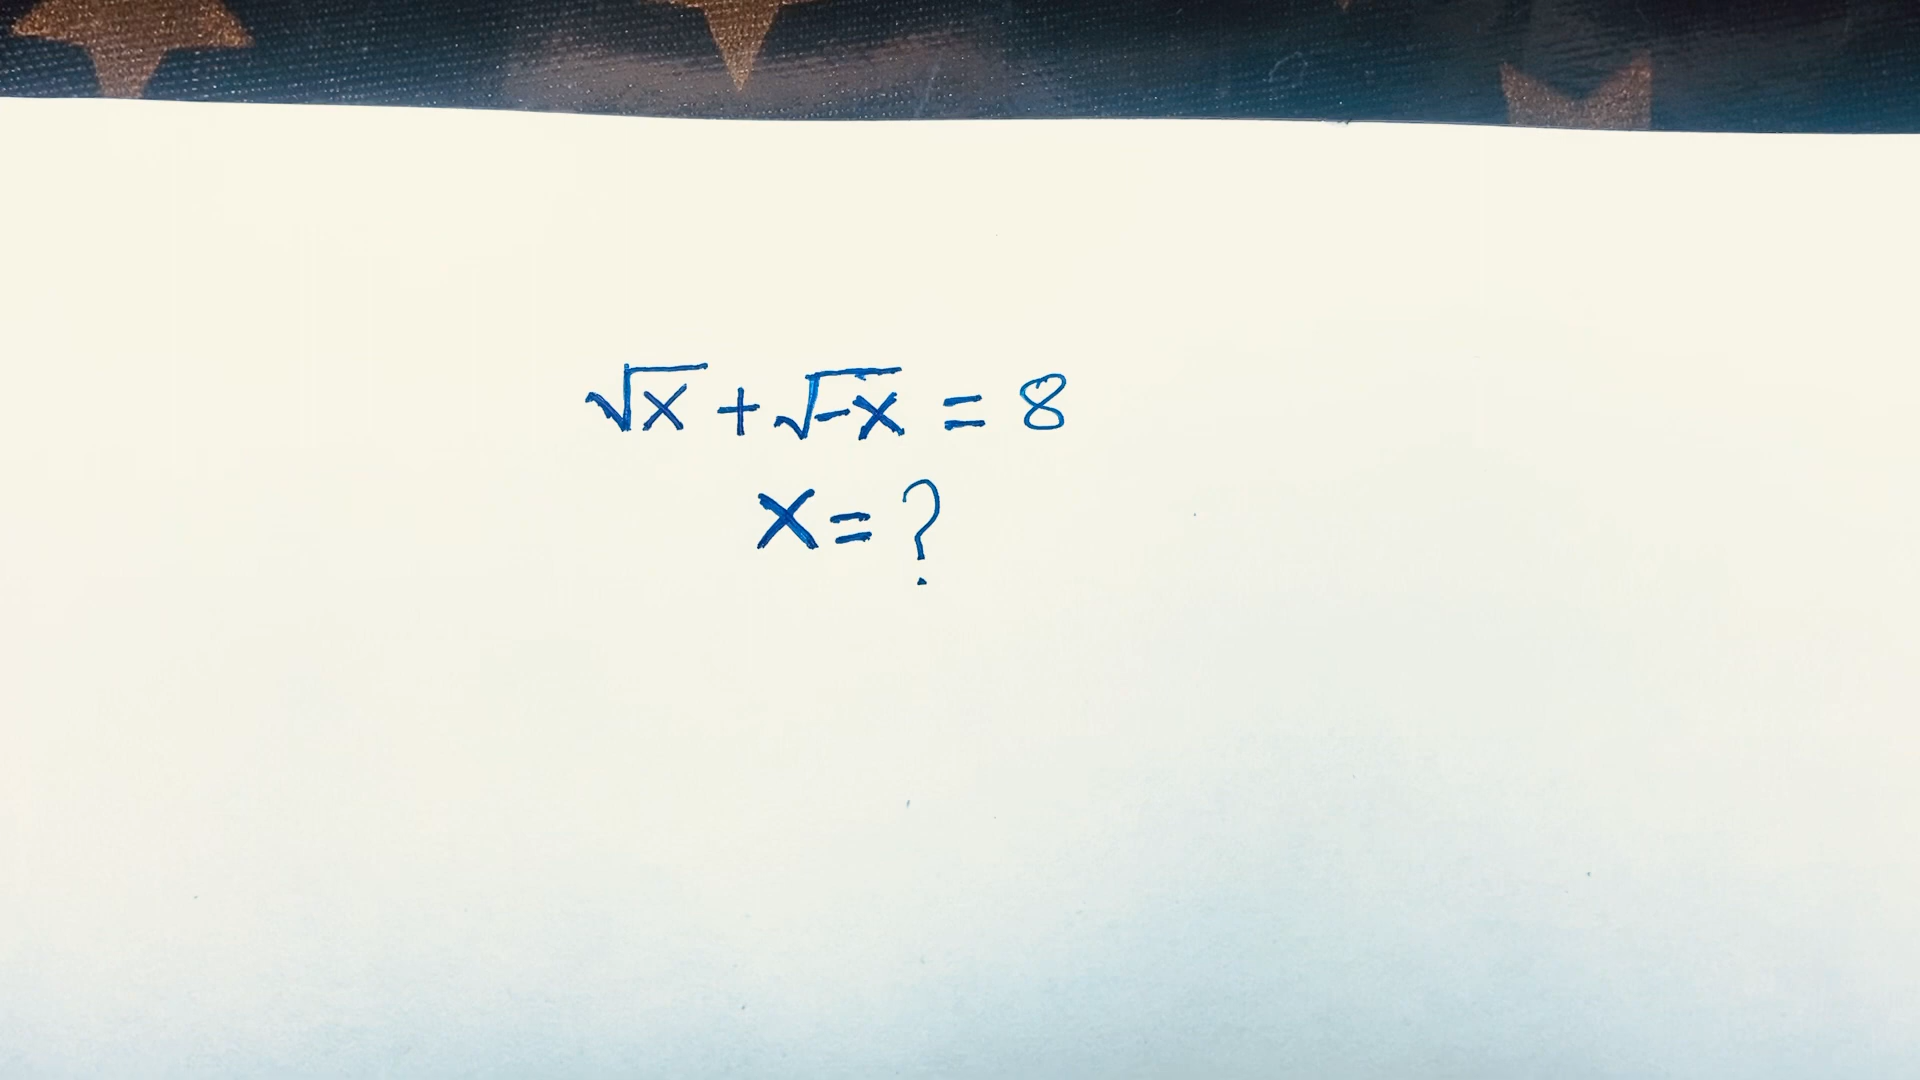 √x + √-x = 8
x = ?